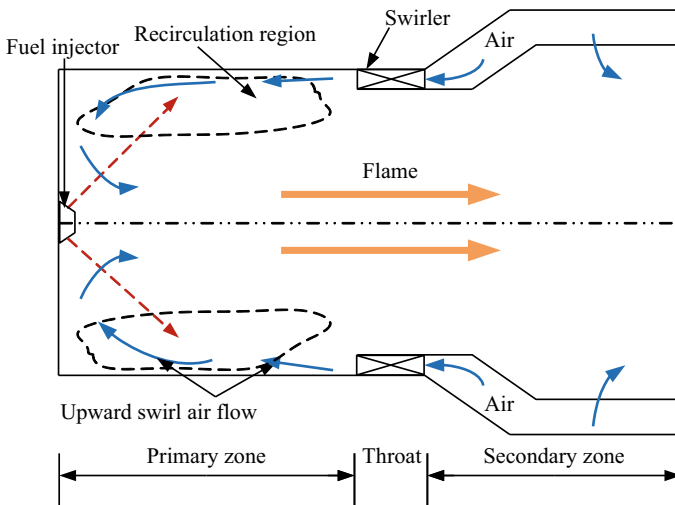 Swirler
Fuel injector
Recirculation region
Air
Flame
Air
Upward swirl air flow
Primary zone
Throat
Secondary zone